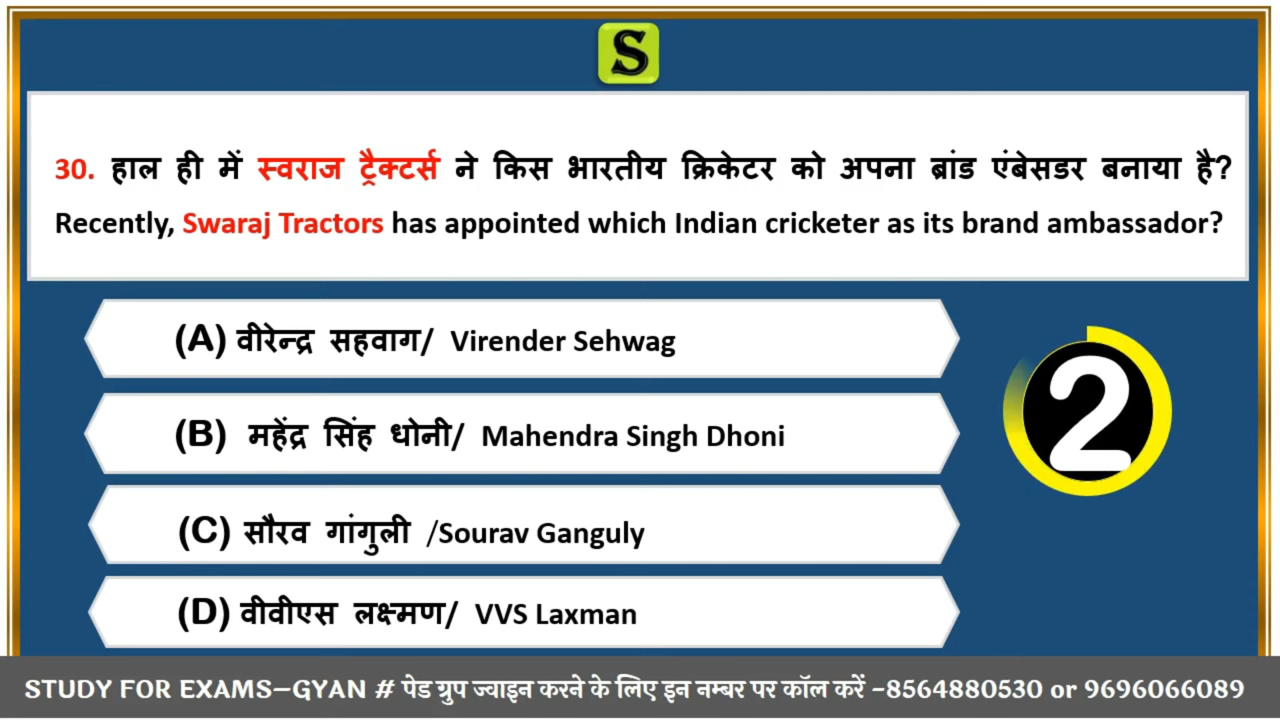 S
30. हाल ही में स्वराज ट्रैक्टर्स ने किस भारतीय क्रिकेटर को अपना ब्रांड एंबेसडर बनाया है?
Recently, Swaraj Tractors has appointed which Indian cricketer as its brand ambassador?
(A) वीरेन्द्र सहवाग/ Virender Sehwag
(B) महेंद्र सिंह धोनी/ Mahendra Singh Dhoni
2
(C) सौरव गांगुली /Sourav Ganguly
(D) वीवीएस लक्ष्मण/ VVS Laxman
STUDY FOR EXAMS–GYAN # पेड ग्रुप ज्वाइन करने के लिए इन नम्बर पर कॉल करें -8564880530 or 9696066089